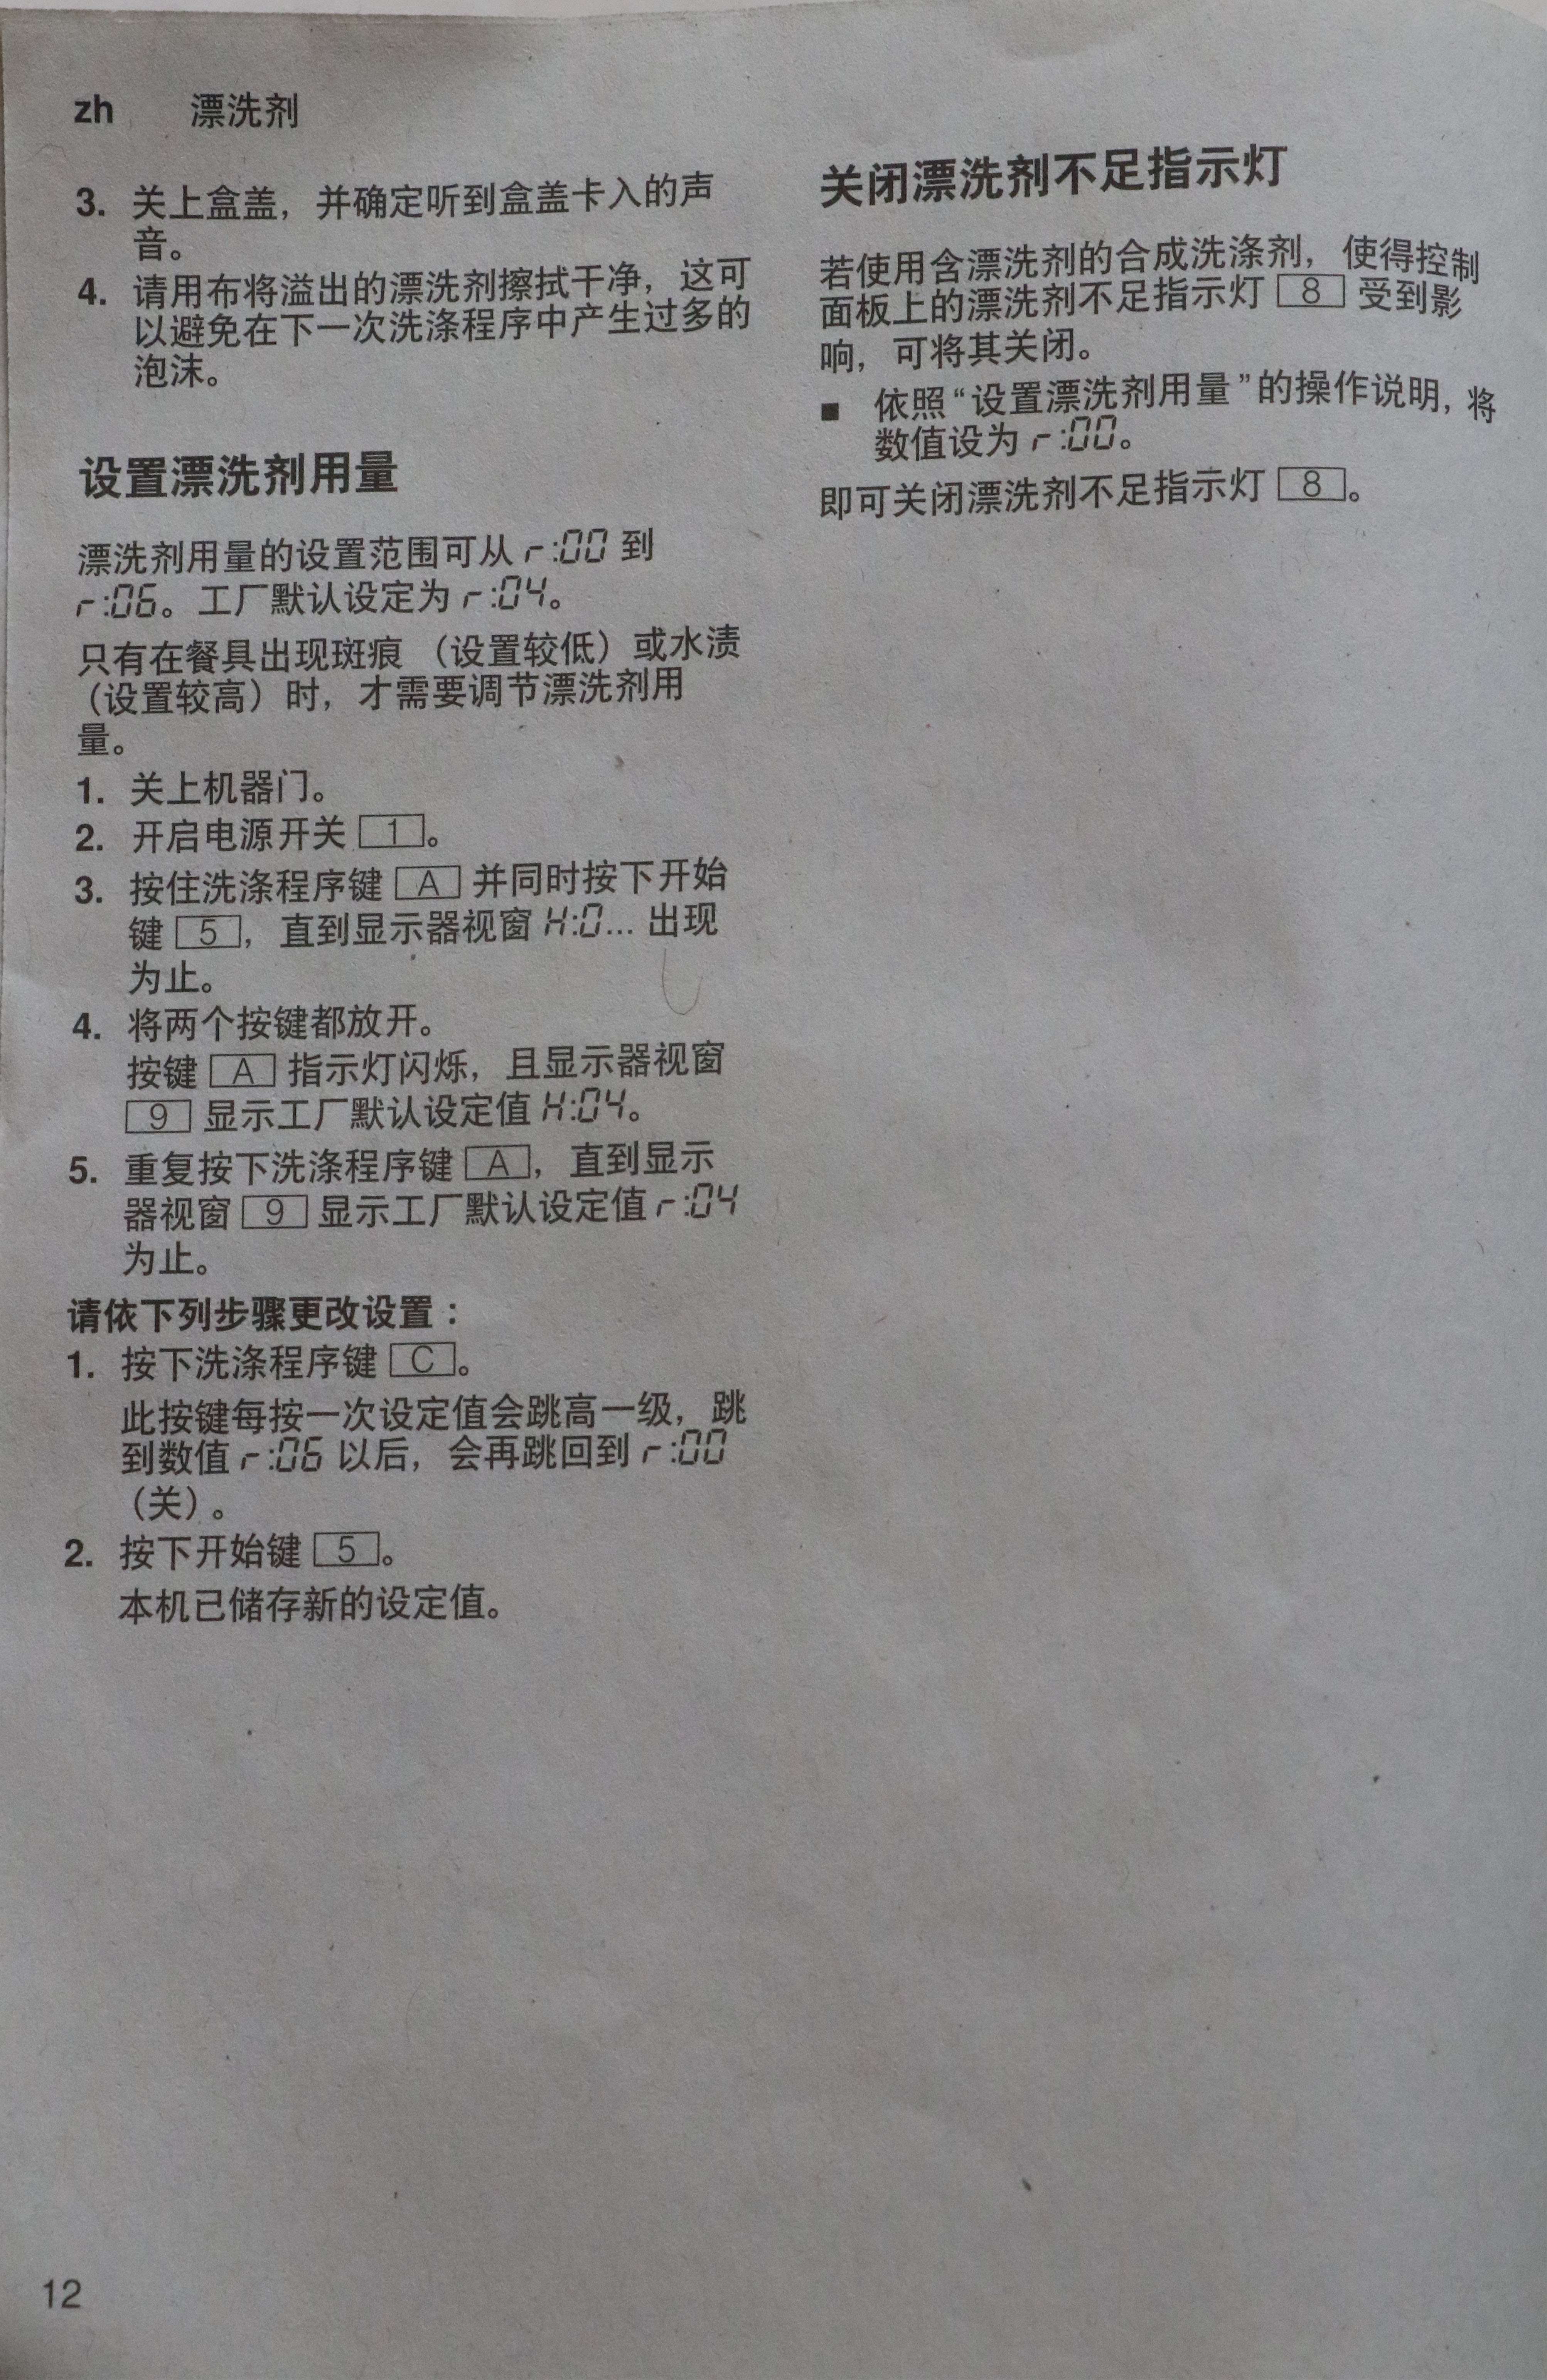 zh 漂洗剂
3. 关上盒盖，并确定听到盒盖卡入的声
音。
4. 请用布将溢出的漂洗剂擦拭干净，这可
以避免在下一次洗涤程序中产生过多的
泡沫。
设置漂洗剂用量
漂洗剂用量的设置范围可从 r:00 到
r:06。工厂默认设定为 r:04。
只有在餐具出现斑痕 （设置较低）或水渍
（设置较高）时，才需要调节漂洗剂用
量。
1. 关上机器门。
2. 开启电源开关 1。
3. 按住洗涤程序键 A 并同时按下开始
键 5，直到显示器视窗 H:0... 出现
为止。
4. 将两个按键都放开。
按键 A 指示灯闪烁，且显示器视窗
9 显示工厂默认设定值 H:04。
5. 重复按下洗涤程序键 A，直到显示
器视窗 9 显示工厂默认设定值 r:04
为止。
请依下列步骤更改设置：
1. 按下洗涤程序键 C。
此按键每按一次设定值会跳高一级，跳
到数值 r:06 以后，会再跳回到 r:00
（关）。
2. 按下开始键 5。
本机已储存新的设定值。
关闭漂洗剂不足指示灯
若使用含漂洗剂的合成洗涤剂，使得控制
面板上的漂洗剂不足指示灯 8 受到影
响，可将其关闭。
■ 依照“设置漂洗剂用量”的操作说明，将
数值设为 r:00。
即可关闭漂洗剂不足指示灯 8。
12